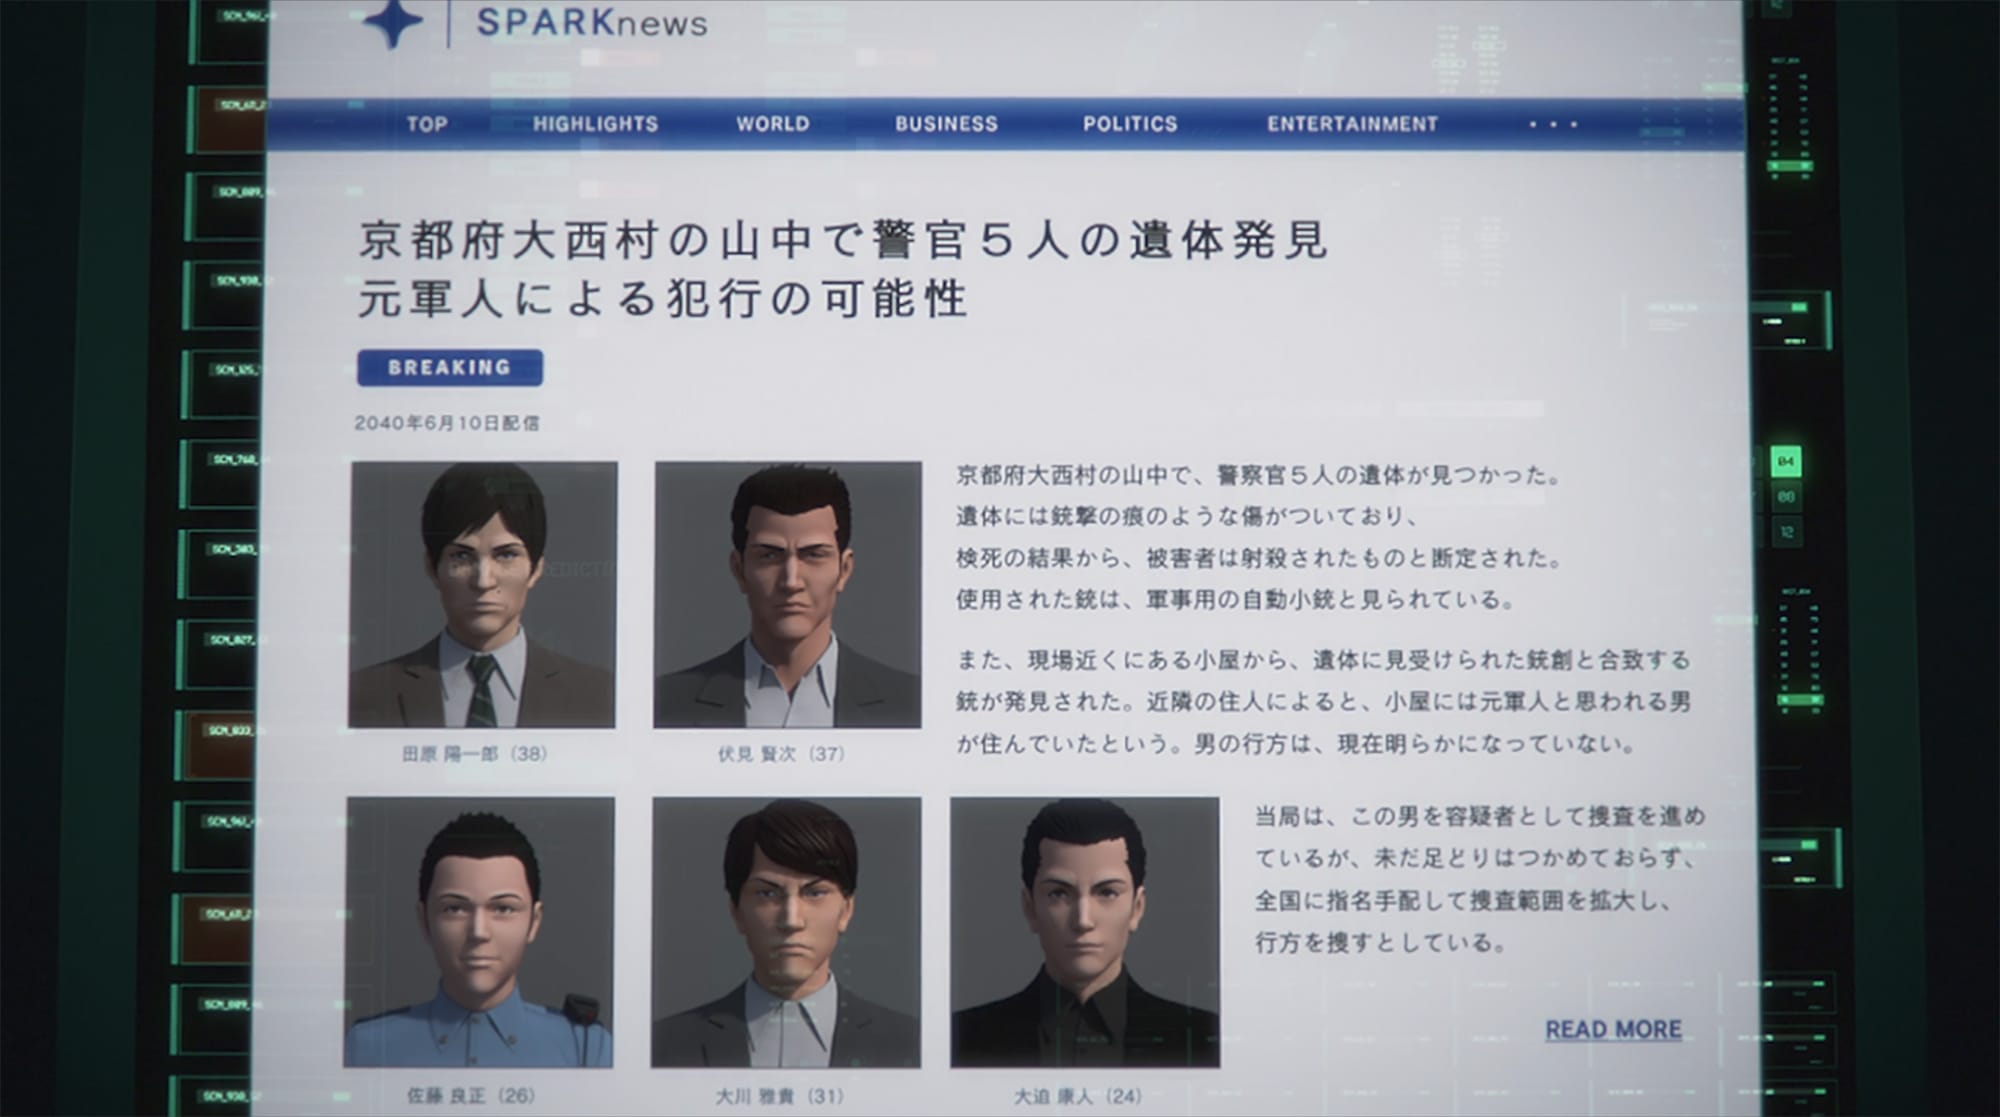 SPARKnews
TOP HIGHLIGHTS WORLD BUSINESS POLITICS ENTERTAINMENT ・・・
京都府大西村の山中で警官５人の遺体発見
元軍人による犯行の可能性
BREAKING
2040年6月10日配信
京都府大西村の山中で、警察官５人の遺体が見つかった。
遺体には銃撃の痕のような傷がついており、
検死の結果から、被害者は射殺されたものと断定された。
使用された銃は、軍事用の自動小銃と見られている。
また、現場近くにある小屋から、遺体に見受けられた銃創と合致する
銃が発見された。近隣の住人によると、小屋には元軍人と思われる男
が住んでいたという。男の行方は、現在明らかになっていない。
田原 陽一郎（38）
伏見 賢次（37）
当局は、この男を容疑者として捜査を進め
ているが、未だ足どりはつかめておらず、
全国に指名手配して捜査範囲を拡大し、
行方を捜すとしている。
READ MORE
佐藤 良正（26）
大川 雅貴（31）
大迫 康人（24）
04
08
12